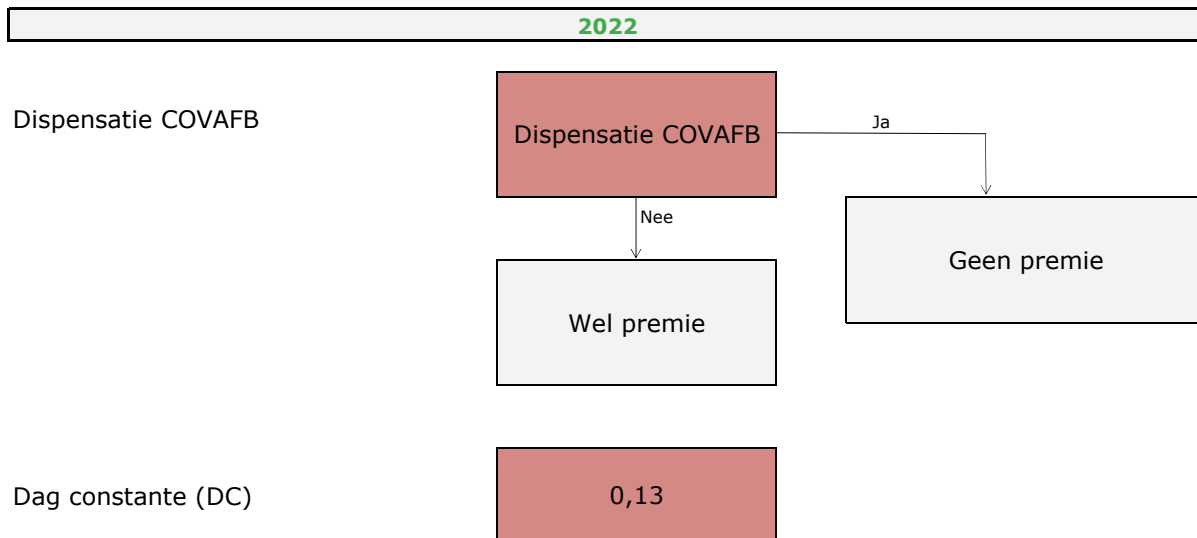 2022
Dispensatie COVAFB
Dispensatie COVAFB
Ja
Nee
Geen premie
Wel premie
Dag constante (DC)
0,13